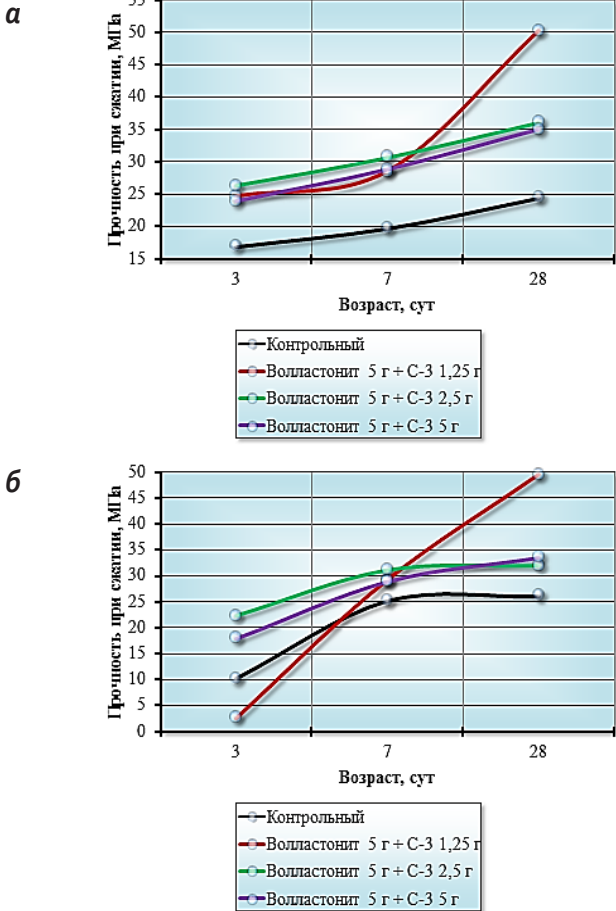 а
Прочность при сжатии, МПа
55
50
45
40
35
30
25
20
15
3 7 28
Возраст, сут
Контрольный
Волластонит 5 г + С-3 1,25 г
Волластонит 5 г + С-3 2,5 г
Волластонит 5 г + С-3 5 г
б
Прочность при сжатии, МПа
50
45
40
35
30
25
20
15
10
5
0
3 7 28
Возраст, сут
Контрольный
Волластонит 5 г + С-3 1,25 г
Волластонит 5 г + С-3 2,5 г
Волластонит 5 г + С-3 5 г